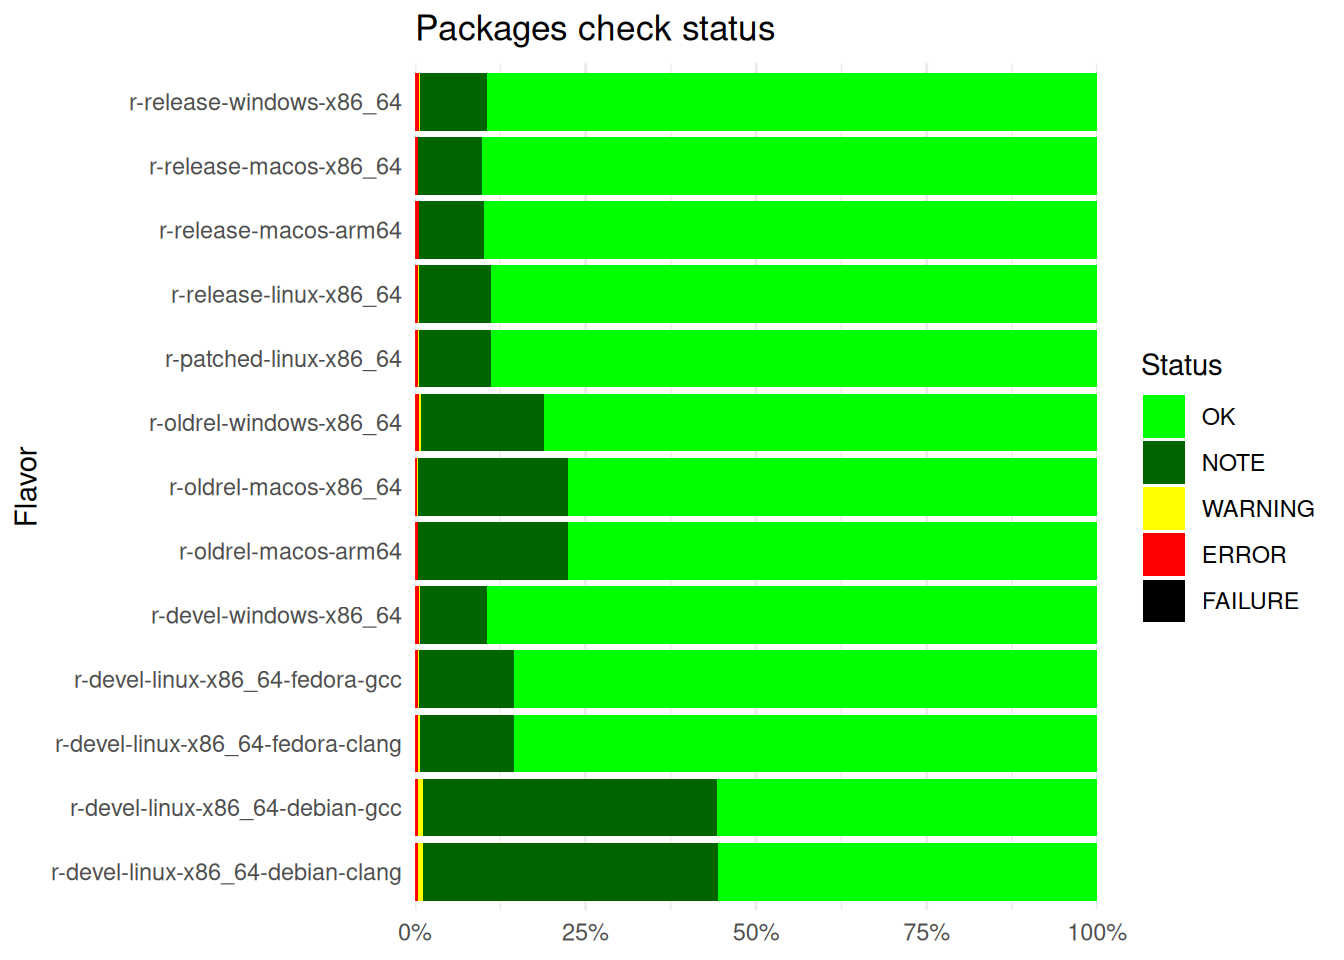 Packages check status
r-release-windows-x86_64
r-release-macos-x86_64
r-release-macos-arm64
r-release-linux-x86_64
r-patched-linux-x86_64
r-oldrel-windows-x86_64
r-oldrel-macos-x86_64
r-oldrel-macos-arm64
r-devel-windows-x86_64
r-devel-linux-x86_64-fedora-gcc
r-devel-linux-x86_64-fedora-clang
r-devel-linux-x86_64-debian-gcc
r-devel-linux-x86_64-debian-clang
Flavor
0% 25% 50% 75% 100%
Status
OK
NOTE
WARNING
ERROR
FAILURE